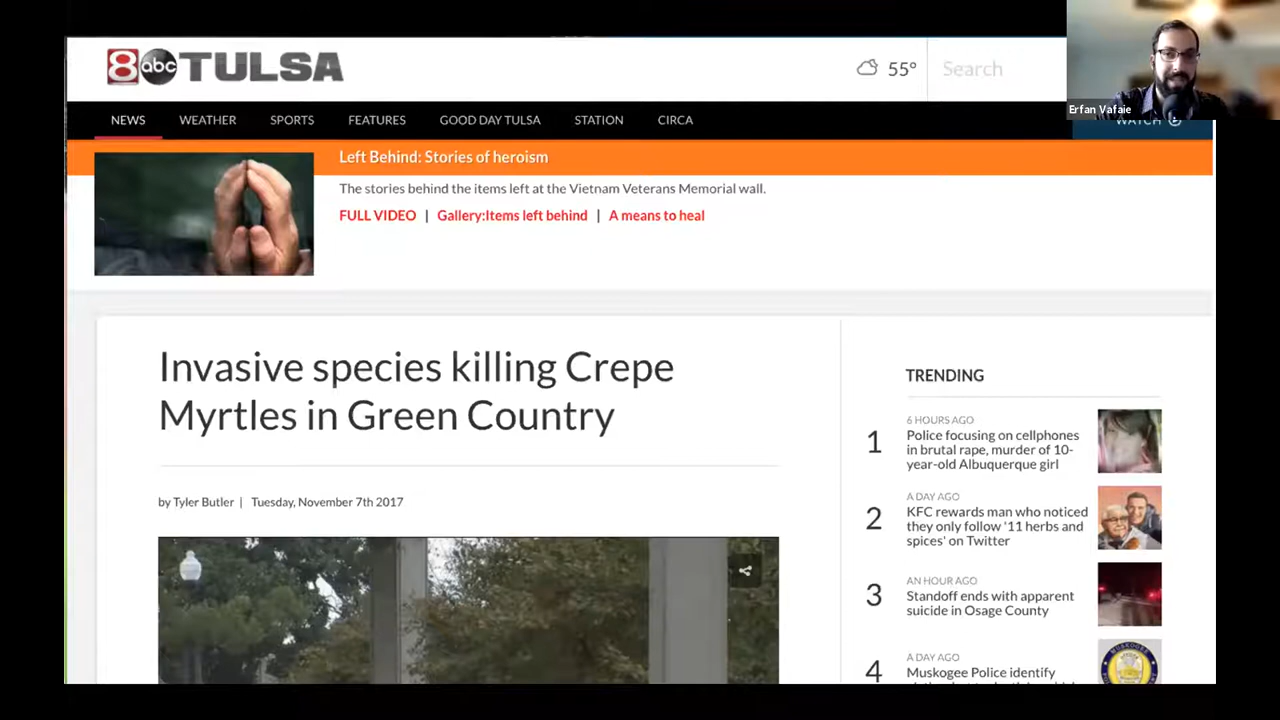 8 abc TULSA
55°
Search
Erfan Vafaie
NEWS
WEATHER
SPORTS
FEATURES
GOOD DAY TULSA
STATION
CIRCA
WATCH
Left Behind: Stories of heroism
The stories behind the items left at the Vietnam Veterans Memorial wall.
FULL VIDEO | Gallery:Items left behind | A means to heal
Invasive species killing Crepe
Myrtles in Green Country
by Tyler Butler | Tuesday, November 7th 2017
TRENDING
1
6 HOURS AGO
Police focusing on cellphones
in brutal rape, murder of 10-
year-old Albuquerque girl
2
A DAY AGO
KFC rewards man who noticed
they only follow '11 herbs and
spices' on Twitter
3
AN HOUR AGO
Standoff ends with apparent
suicide in Osage County
4
A DAY AGO
Muskogee Police identify
MUSKOGEE